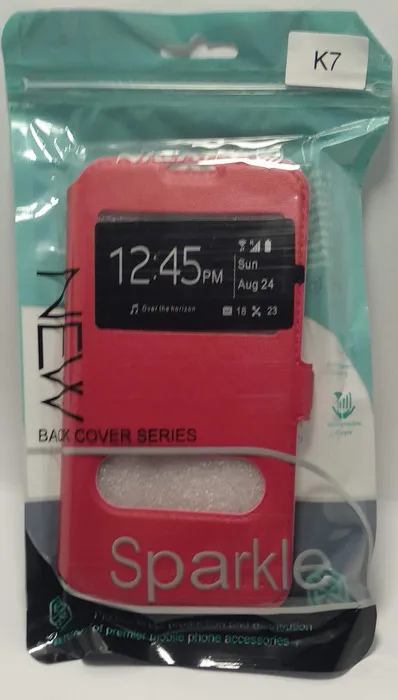 K7
12:45PM
Sun
Aug 24
Over the horizon
18 23
NEW
BACK COVER SERIES
Sparkle
of premier mobile phone accessories